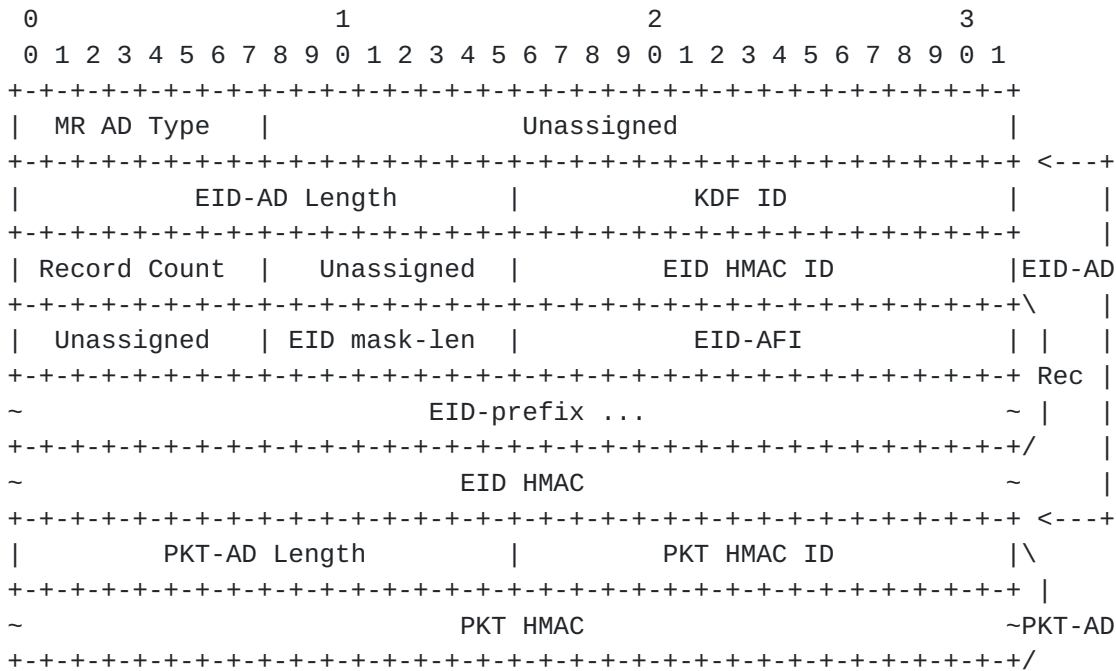 0                   1                   2                   3
 0 1 2 3 4 5 6 7 8 9 0 1 2 3 4 5 6 7 8 9 0 1 2 3 4 5 6 7 8 9 0 1
+-+-+-+-+-+-+-+-+-+-+-+-+-+-+-+-+-+-+-+-+-+-+-+-+-+-+-+-+-+-+-+-+
|  MR AD Type   |                Unassigned                     |
+-+-+-+-+-+-+-+-+-+-+-+-+-+-+-+-+-+-+-+-+-+-+-+-+-+-+-+-+-+-+-+-+ <---+
|           EID-AD Length       |           KDF ID              |     |
+-+-+-+-+-+-+-+-+-+-+-+-+-+-+-+-+-+-+-+-+-+-+-+-+-+-+-+-+-+-+-+-+     |
| Record Count  |   Unassigned  |         EID HMAC ID           |EID-AD
+-+-+-+-+-+-+-+-+-+-+-+-+-+-+-+-+-+-+-+-+-+-+-+-+-+-+-+-+-+-+-+-+\    |
|  Unassigned   | EID mask-len  |           EID-AFI             | |   |
+-+-+-+-+-+-+-+-+-+-+-+-+-+-+-+-+-+-+-+-+-+-+-+-+-+-+-+-+-+-+-+-+ Rec |
~                          EID-prefix ...                       ~ |   |
+-+-+-+-+-+-+-+-+-+-+-+-+-+-+-+-+-+-+-+-+-+-+-+-+-+-+-+-+-+-+-+-+/    |
~                            EID HMAC                           ~     |
+-+-+-+-+-+-+-+-+-+-+-+-+-+-+-+-+-+-+-+-+-+-+-+-+-+-+-+-+-+-+-+-+ <---+
|         PKT-AD Length         |         PKT HMAC ID           |\
+-+-+-+-+-+-+-+-+-+-+-+-+-+-+-+-+-+-+-+-+-+-+-+-+-+-+-+-+-+-+-+-+ |
~                            PKT HMAC                           ~PKT-AD
+-+-+-+-+-+-+-+-+-+-+-+-+-+-+-+-+-+-+-+-+-+-+-+-+-+-+-+-+-+-+-+-+/